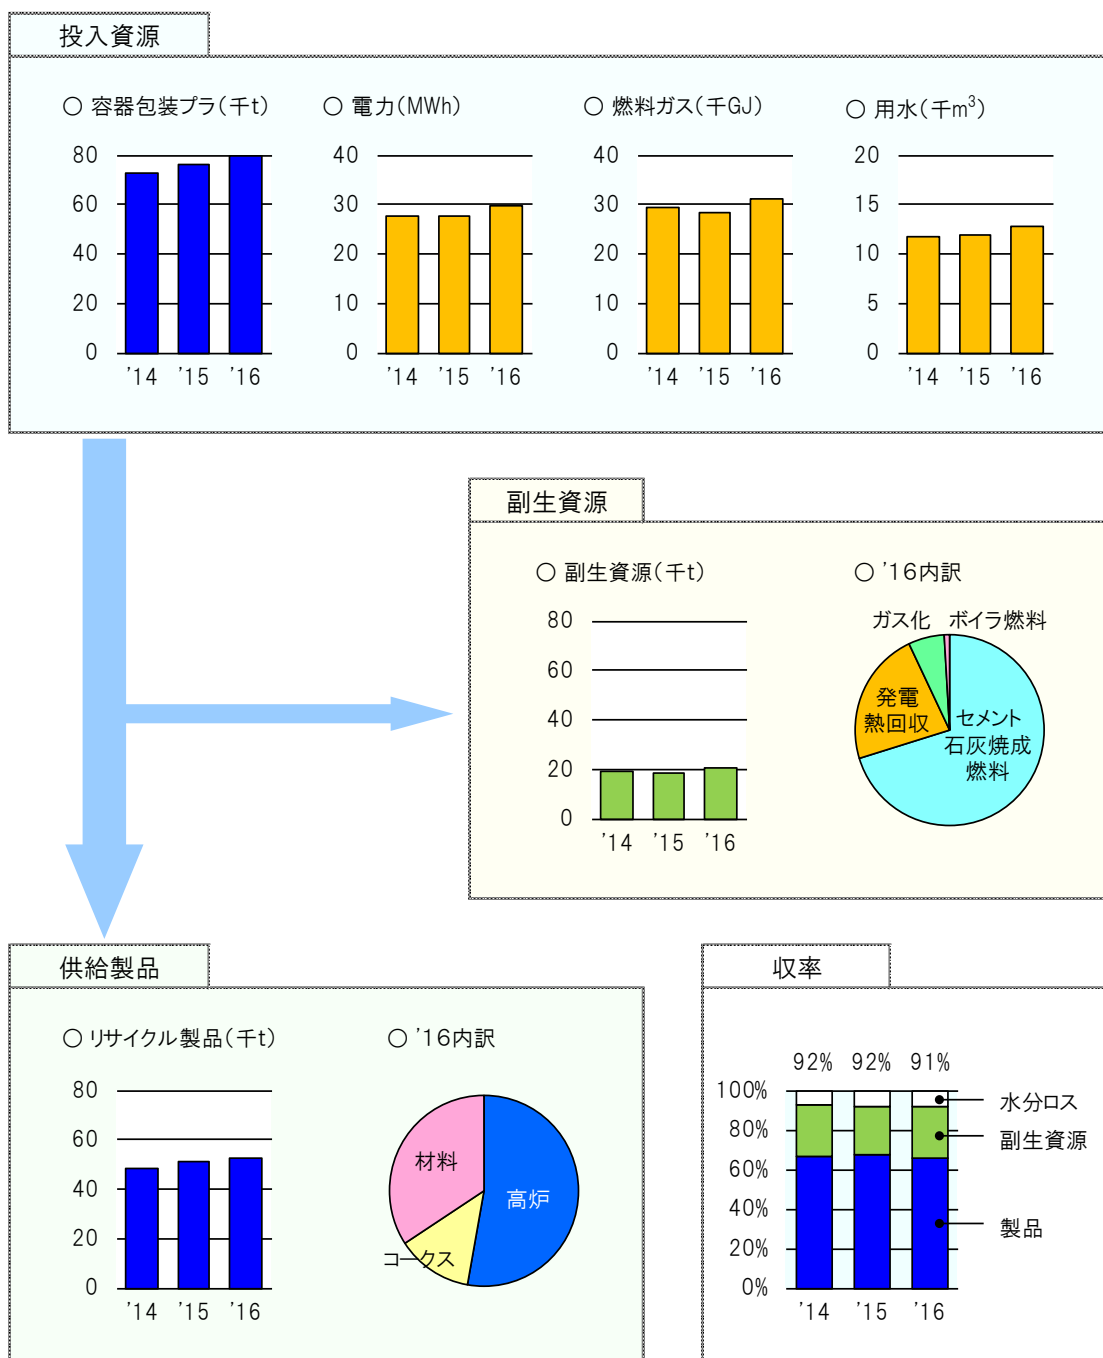 投入資源
○ 容器包装プラ(千t)
○ 電力(MWh)
○ 燃料ガス(千GJ)
○ 用水(千m³)
80
60
40
20
0
'14 '15 '16
40
30
20
10
0
'14 '15 '16
40
30
20
10
0
'14 '15 '16
20
15
10
5
0
'14 '15 '16
副生資源
○ 副生資源(千t)
○ '16内訳
80
60
40
20
0
'14 '15 '16
ガス化
ボイラ燃料
発電
熱回収
セメント
石灰焼成
燃料
供給製品
○ リサイクル製品(千t)
○ '16内訳
80
60
40
20
0
'14 '15 '16
材料
高炉
コークス
収率
92% 92% 91%
100%
80%
60%
40%
20%
0%
'14 '15 '16
水分ロス
副生資源
製品